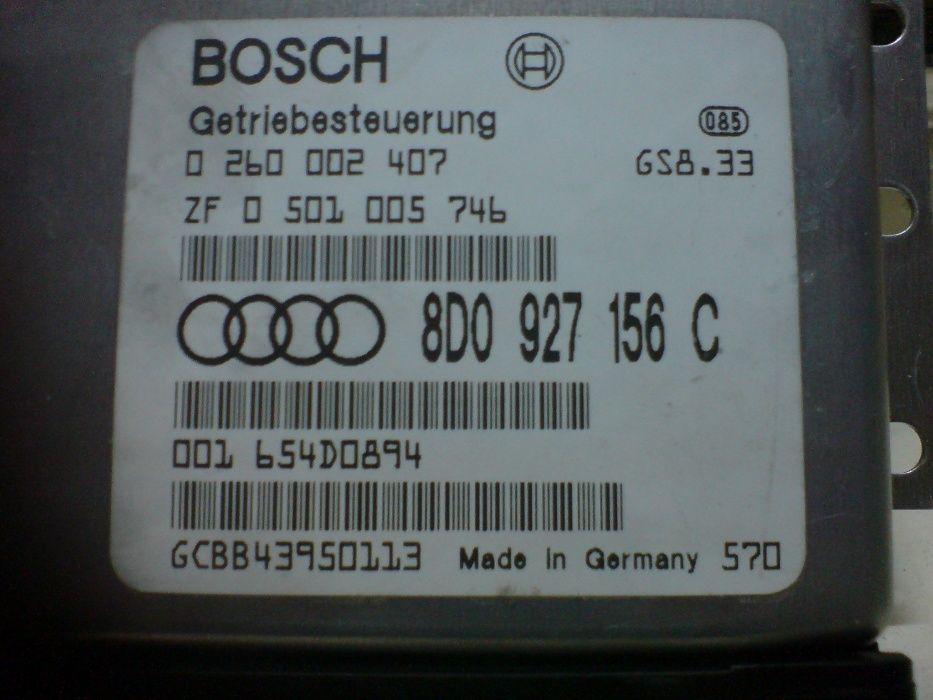 BOSCH
Getriebesteuerung
085
0 260 002 407
GS8.33
ZF 0 501 005 746
8D0 927 156 C
001 654D0894
GCBB43950113 Made in Germany 570